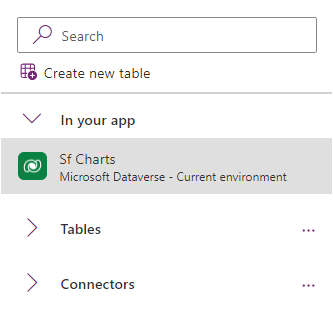 Search
Create new table
In your app
Sf Charts
Microsoft Dataverse - Current environment
Tables
Connectors